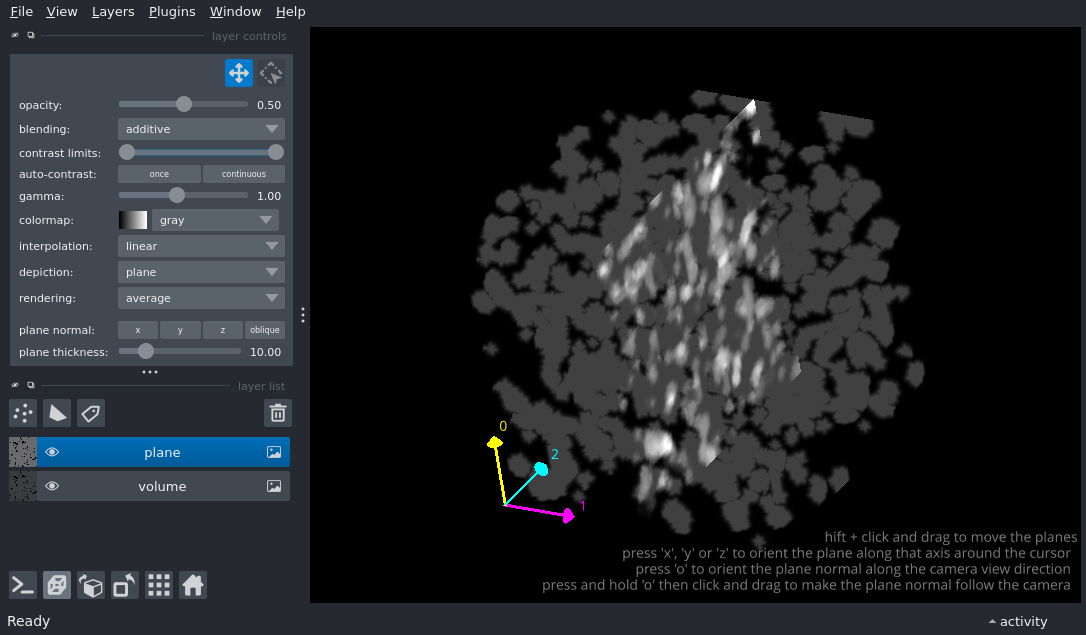 File View Layers Plugins Window Help
layer controls
opacity: 0.50
blending: additive
contrast limits:
auto-contrast: once continuous
gamma: 1.00
colormap: gray
interpolation: linear
depiction: plane
rendering: average
plane normal: x y z oblique
plane thickness: 10.00
layer list
plane
volume
0
2
1
hift + click and drag to move the planes
press 'x', 'y' or 'z' to orient the plane along that axis around the cursor
press 'o' to orient the plane normal along the camera view direction
press and hold 'o' then click and drag to make the plane normal follow the camera
Ready
activity